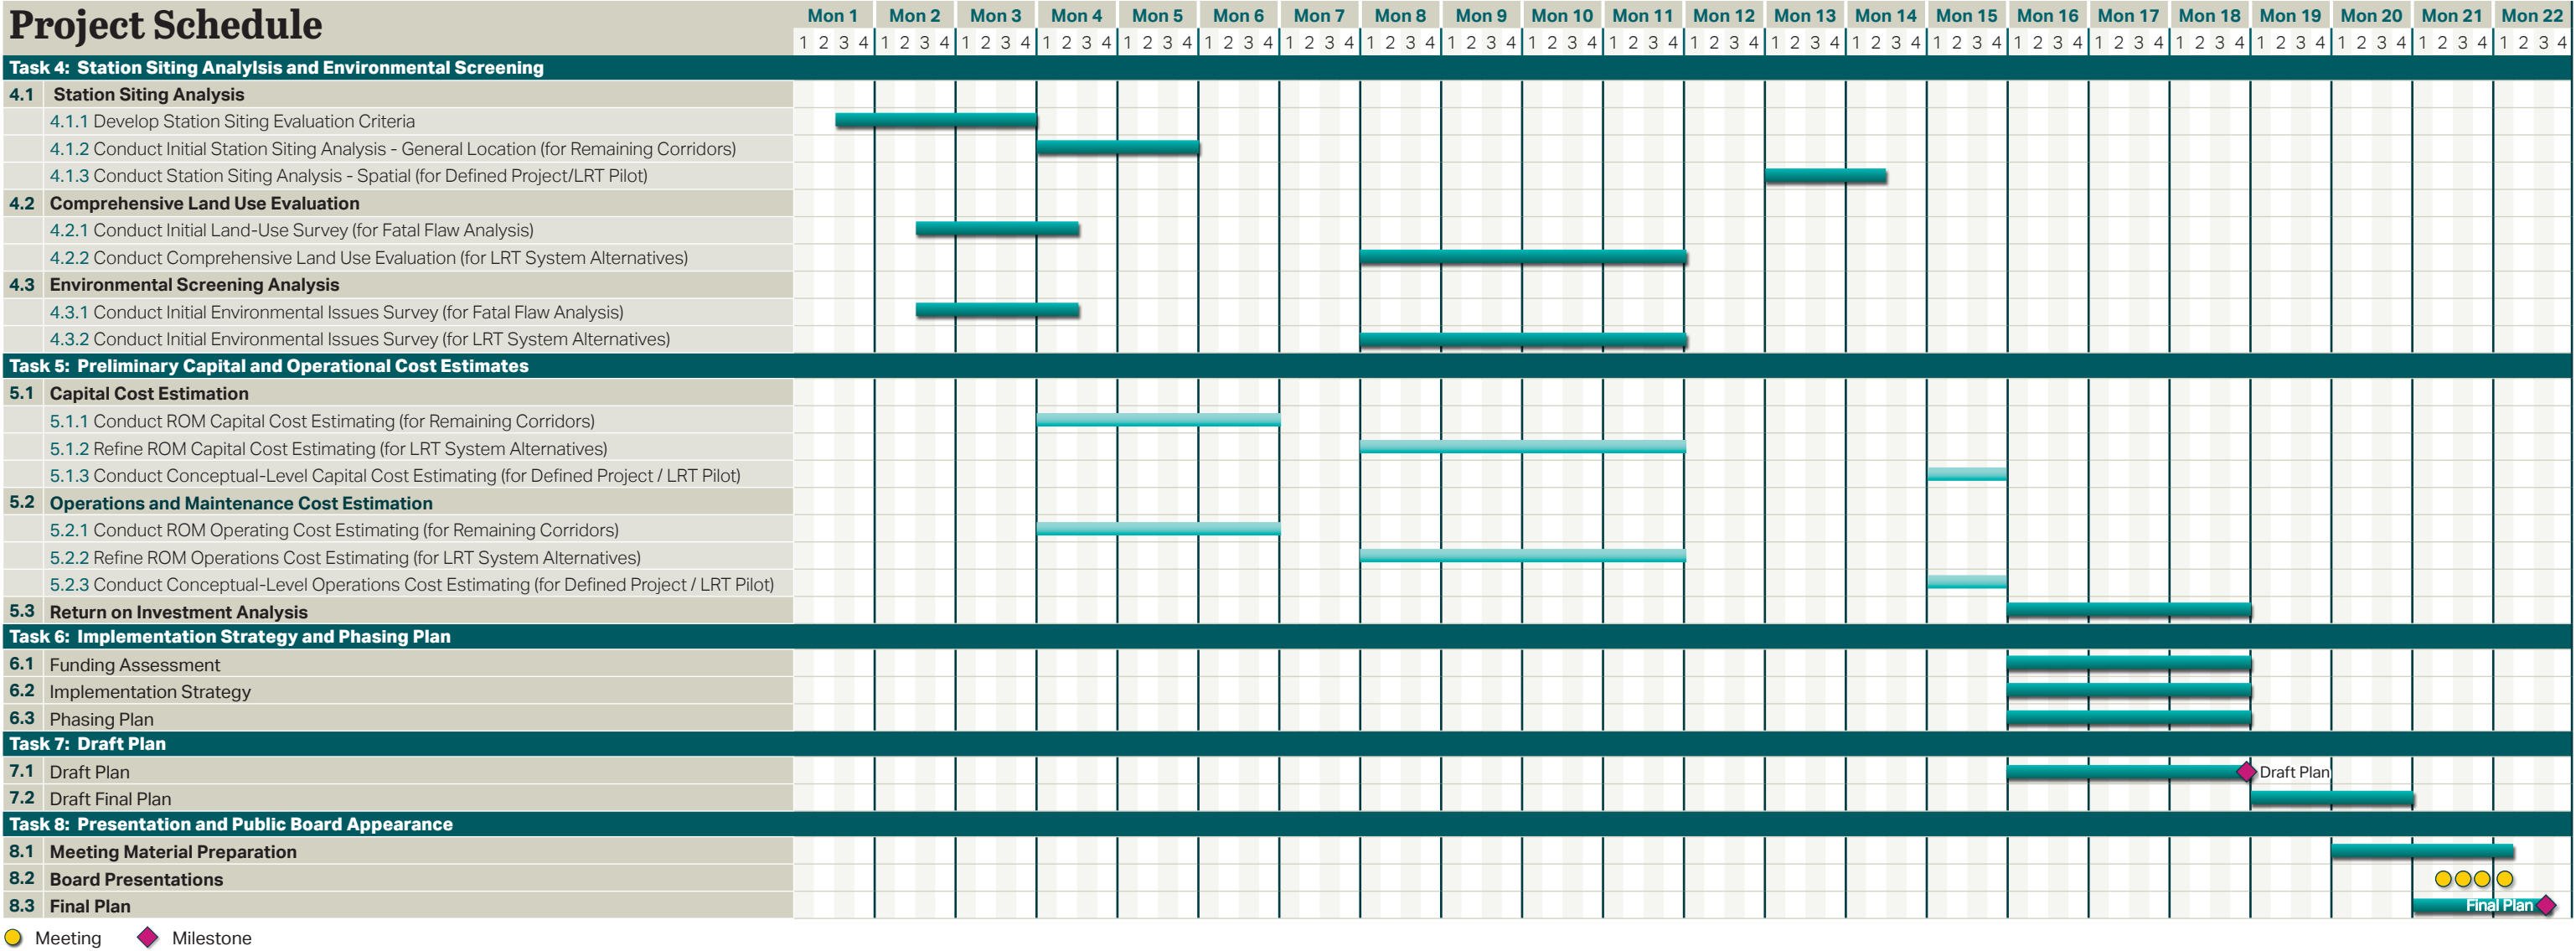 Project Schedule
Mon 1 Mon 2 Mon 3 Mon 4 Mon 5 Mon 6 Mon 7 Mon 8 Mon 9 Mon 10 Mon 11 Mon 12 Mon 13 Mon 14 Mon 15 Mon 16 Mon 17 Mon 18 Mon 19 Mon 20 Mon 21 Mon 22
1 2 3 4 1 2 3 4 1 2 3 4 1 2 3 4 1 2 3 4 1 2 3 4 1 2 3 4 1 2 3 4 1 2 3 4 1 2 3 4 1 2 3 4 1 2 3 4 1 2 3 4 1 2 3 4 1 2 3 4 1 2 3 4 1 2 3 4 1 2 3 4 1 2 3 4 1 2 3 4 1 2 3 4 1 2 3 4
Task 4: Station Siting Analylsis and Environmental Screening
4.1 Station Siting Analysis
4.1.1 Develop Station Siting Evaluation Criteria
4.1.2 Conduct Initial Station Siting Analysis - General Location (for Remaining Corridors)
4.1.3 Conduct Station Siting Analysis - Spatial (for Defined Project/LRT Pilot)
4.2 Comprehensive Land Use Evaluation
4.2.1 Conduct Initial Land-Use Survey (for Fatal Flaw Analysis)
4.2.2 Conduct Comprehensive Land Use Evaluation (for LRT System Alternatives)
4.3 Environmental Screening Analysis
4.3.1 Conduct Initial Environmental Issues Survey (for Fatal Flaw Analysis)
4.3.2 Conduct Initial Environmental Issues Survey (for LRT System Alternatives)
Task 5: Preliminary Capital and Operational Cost Estimates
5.1 Capital Cost Estimation
5.1.1 Conduct ROM Capital Cost Estimating (for Remaining Corridors)
5.1.2 Refine ROM Capital Cost Estimating (for LRT System Alternatives)
5.1.3 Conduct Conceptual-Level Capital Cost Estimating (for Defined Project / LRT Pilot)
5.2 Operations and Maintenance Cost Estimation
5.2.1 Conduct ROM Operating Cost Estimating (for Remaining Corridors)
5.2.2 Refine ROM Operations Cost Estimating (for LRT System Alternatives)
5.2.3 Conduct Conceptual-Level Operations Cost Estimating (for Defined Project / LRT Pilot)
5.3 Return on Investment Analysis
Task 6: Implementation Strategy and Phasing Plan
6.1 Funding Assessment
6.2 Implementation Strategy
6.3 Phasing Plan
Task 7: Draft Plan
7.1 Draft Plan Draft Plan
7.2 Draft Final Plan
Task 8: Presentation and Public Board Appearance
8.1 Meeting Material Preparation
8.2 Board Presentations
8.3 Final Plan Final Plan
Meeting Milestone